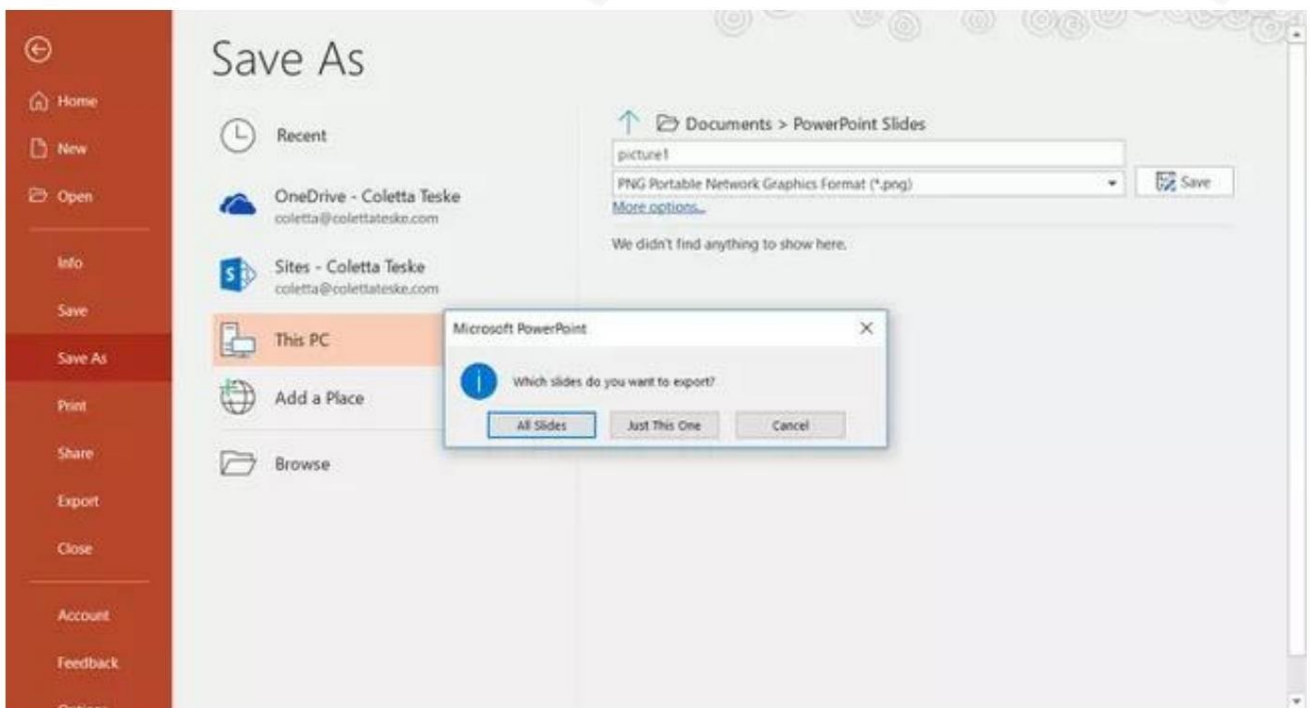 Save As
Home
New
Open
Info
Save
Save As
Print
Share
Export
Close
Account
Feedback
Options
Recent
OneDrive - Coletta Teske
coletta@colettateske.com
Sites - Coletta Teske
coletta@colettateske.com
This PC
Add a Place
Browse
Documents > PowerPoint Slides
picture1
PNG Portable Network Graphics Format (*.png)
Save
More options...
We didn't find anything to show here.
Microsoft PowerPoint
Which slides do you want to export?
All Slides
Just This One
Cancel